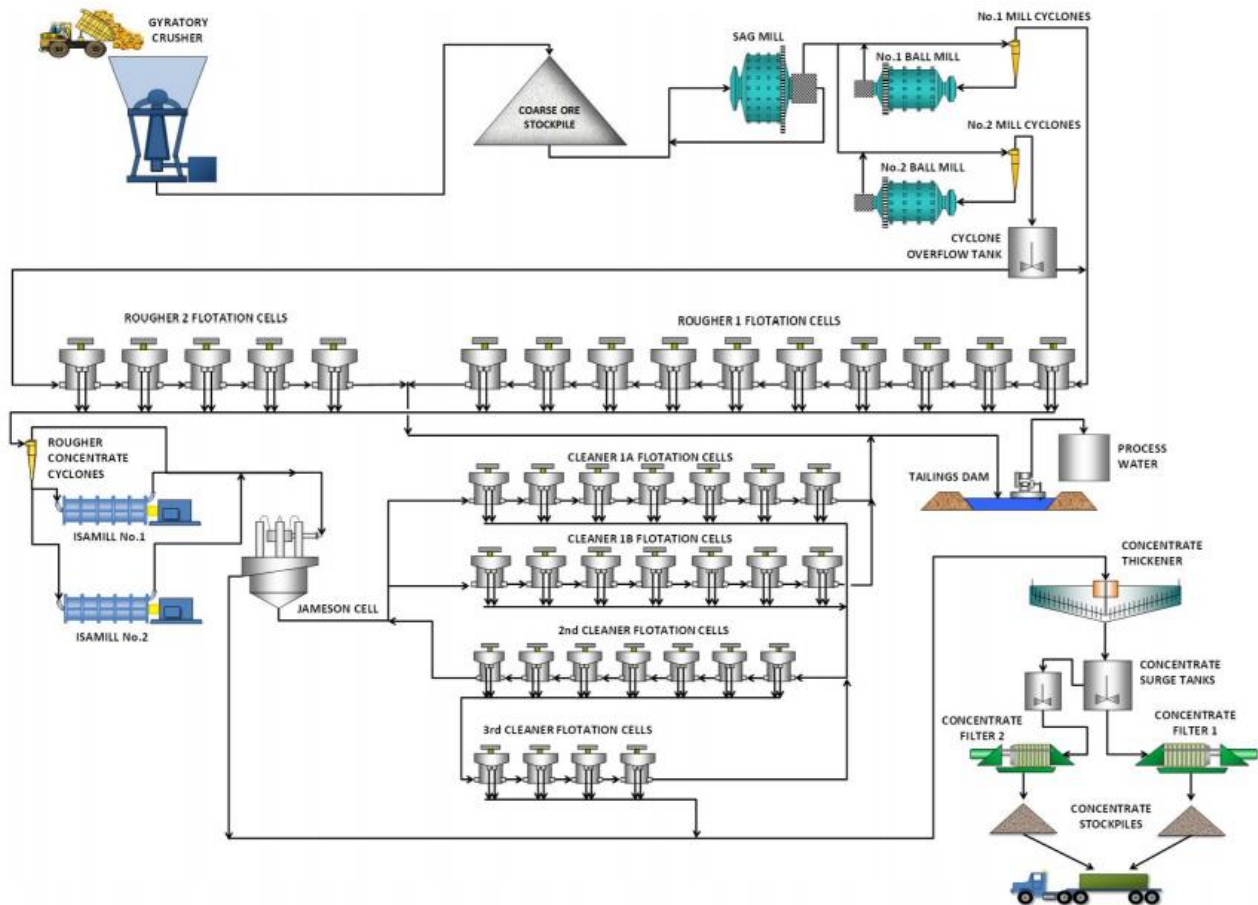 GYRATORY
CRUSHER
COARSE ORE
STOCKPILE
SAG MILL
No.1 MILL CYCLONES
No.1 BALL MILL
No.2 MILL CYCLONES
No.2 BALL MILL
CYCLONE
OVERFLOW TANK
ROUGHER 2 FLOTATION CELLS
ROUGHER 1 FLOTATION CELLS
ROUGHER
CONCENTRATE
CYCLONES
ISAMILL No.1
ISAMILL No.2
JAMESON CELL
CLEANER 1A FLOTATION CELLS
CLEANER 1B FLOTATION CELLS
2nd CLEANER FLOTATION CELLS
3rd CLEANER FLOTATION CELLS
TAILINGS DAM
PROCESS
WATER
CONCENTRATE
THICKENER
CONCENTRATE
SURGE TANKS
CONCENTRATE
FILTER 2
CONCENTRATE
FILTER 1
CONCENTRATE
STOCKPILES